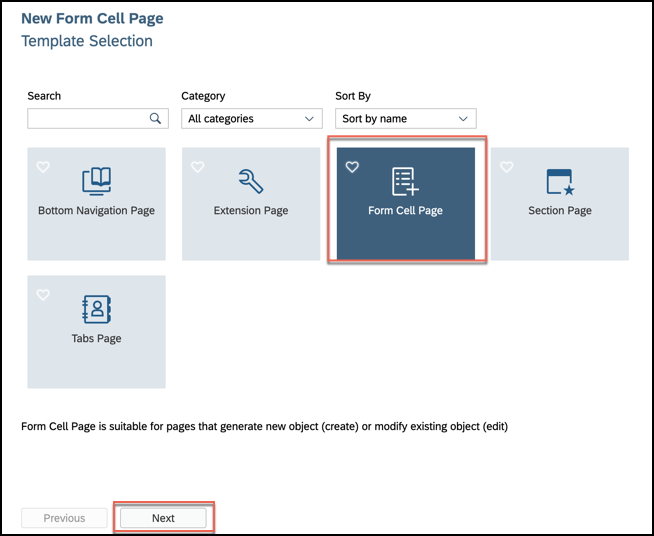 New Form Cell Page
Template Selection
Search
Category
Sort By
All categories
Sort by name
Bottom Navigation Page
Extension Page
Form Cell Page
Section Page
Tabs Page
Form Cell Page is suitable for pages that generate new object (create) or modify existing object (edit)
Previous
Next